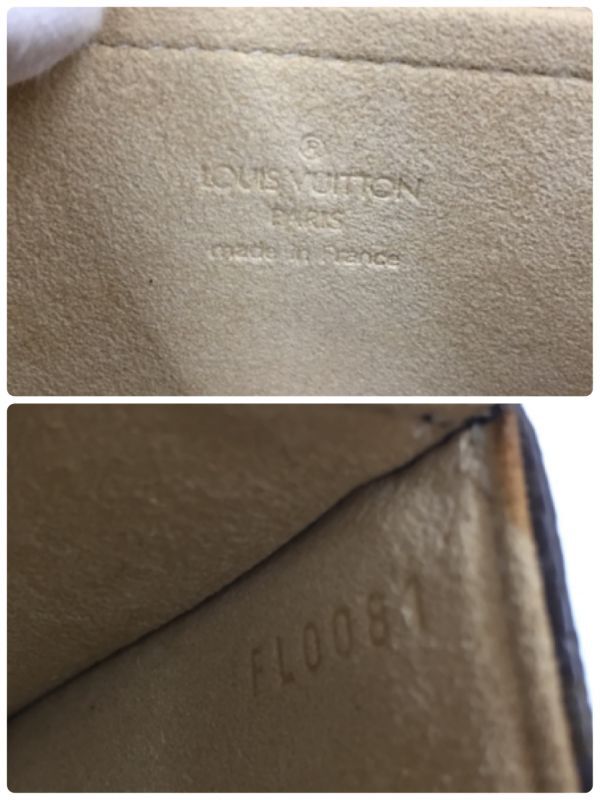 ®
LOUIS VUITTON
PARIS
made in France
FL0081